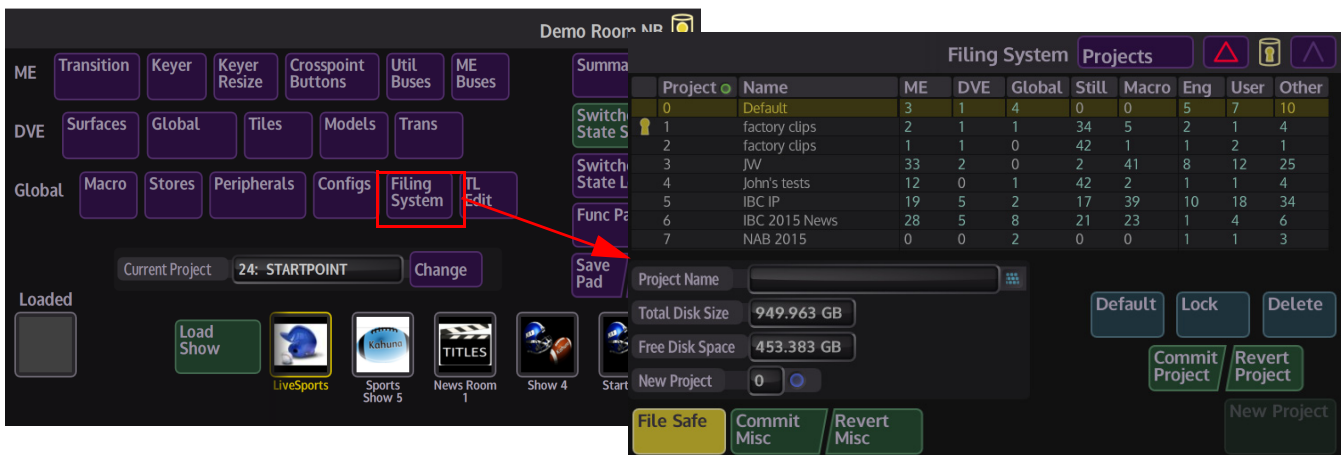 Demo Room NB
ME
Transition
Keyer
Keyer
Resize
Crosspoint
Buttons
Util
Buses
ME
Buses
Summa
DVE
Surfaces
Global
Tiles
Models
Trans
Switch
State S
Global
Macro
Stores
Peripherals
Configs
Filing
System
TL
Edit
Switch
State L
Func Pa
Current Project
24: STARTPOINT
Change
Save
Pad
Loaded
Load
Show
LiveSports
Kahuna
Sports
Show 5
TITLES
News Room
1
Show 4
Start
Filing System
Projects
Project Name ME DVE Global Still Macro Eng User Other
0 Default 3 1 4 0 0 5 7 10
1 factory clips 2 1 1 34 5 2 1 4
2 factory clips 1 1 0 42 1 1 2 1
3 JW 33 2 0 2 41 8 12 25
4 John's tests 12 0 1 42 2 1 1 4
5 IBC IP 19 5 2 17 39 10 18 34
6 IBC 2015 News 28 5 8 21 23 1 4 6
7 NAB 2015 0 0 2 0 0 1 1 3
Project Name
Total Disk Size 949.963 GB
Free Disk Space 453.383 GB
New Project 0
Default
Lock
Delete
Commit
Project
Revert
Project
New Project
File Safe
Commit
Misc
Revert
Misc